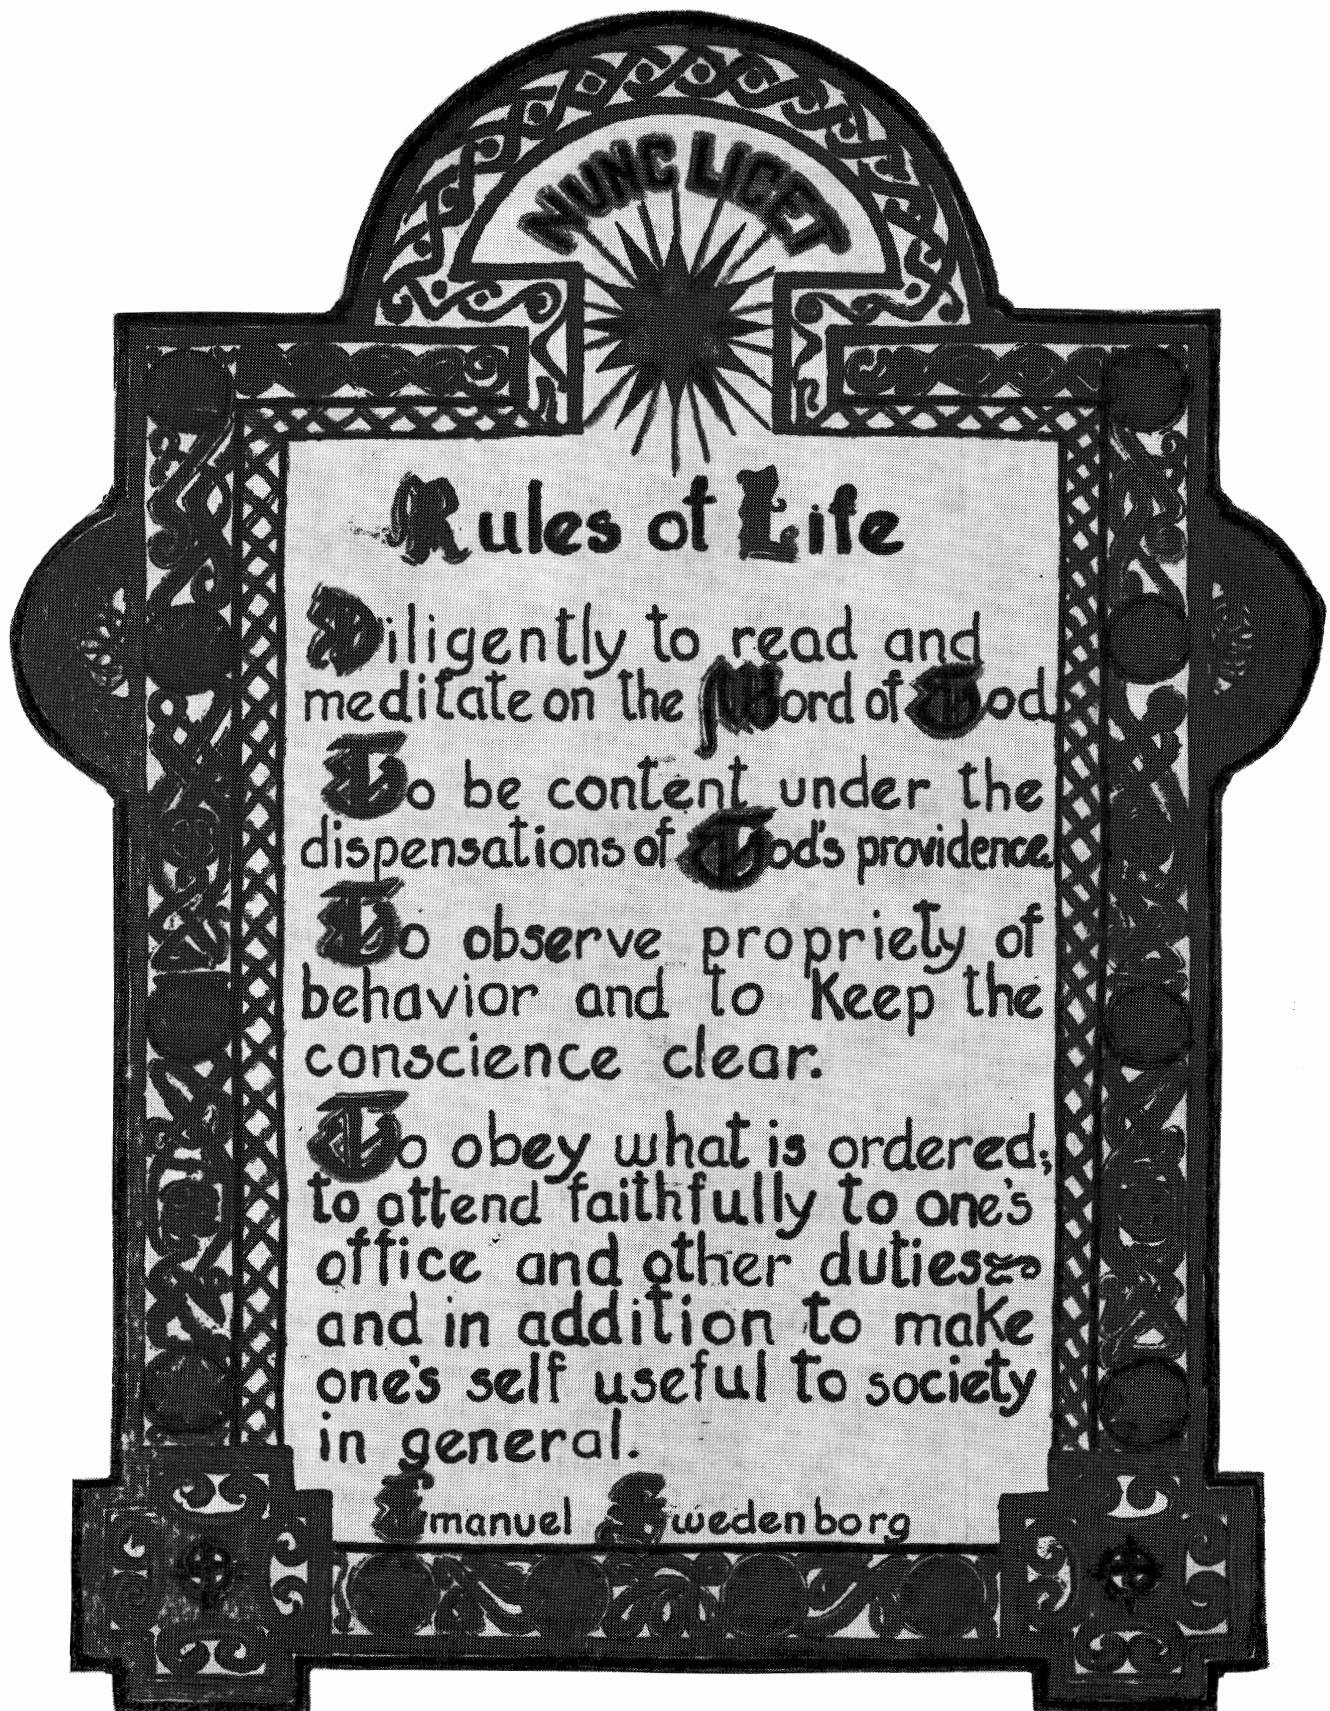 NUNC LICET
Rules of Life
Diligently to read and
meditate on the Word of God.
To be content under the
dispensations of God's providence.
To observe propriety of
behavior and to Keep the
conscience clear.
To obey what is ordered;
to attend faithfully to one's
office and other duties
and in addition to make
one's self useful to society
in general.
Emanuel Swedenborg